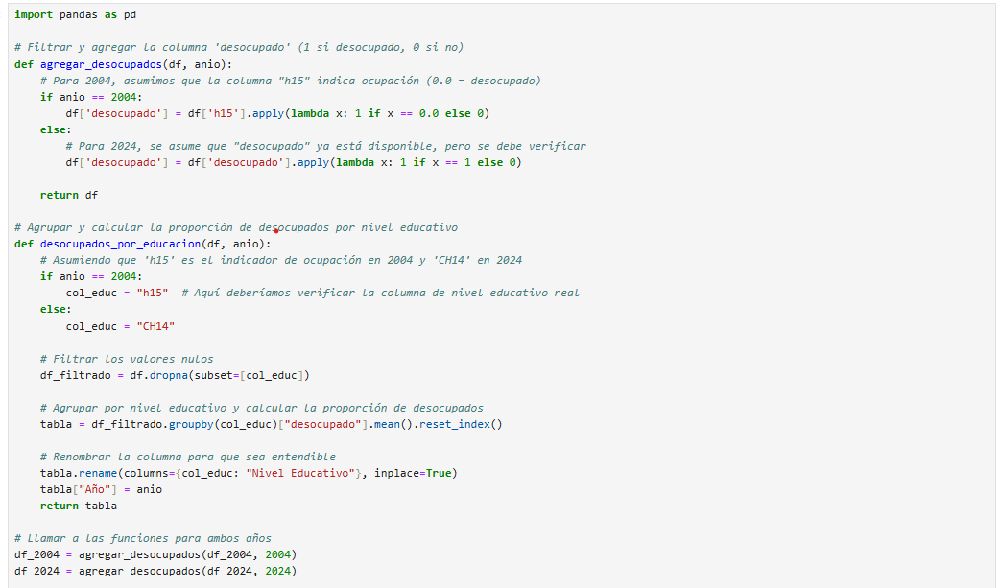 import pandas as pd
# Filtrar y agregar la columna 'desocupado' (1 si desocupado, 0 si no)
def agregar_desocupados(df, anio):
    # Para 2004, asumimos que la columna "h15" indica ocupación (0.0 = desocupado)
    if anio == 2004:
        df['desocupado'] = df['h15'].apply(lambda x: 1 if x == 0.0 else 0)
    else:
        # Para 2024, se asume que "desocupado" ya está disponible, pero se debe verificar
        df['desocupado'] = df['desocupado'].apply(lambda x: 1 if x == 1 else 0)
    return df
# Agrupar y calcular la proporción de desocupados por nivel educativo
def desocupados_por_educacion(df, anio):
    # Asumiendo que 'h15' es el indicador de ocupación en 2004 y 'CH14' en 2024
    if anio == 2004:
        col_educ = "h15"  # Aquí deberíamos verificar la columna de nivel educativo real
    else:
        col_educ = "CH14"
    # Filtrar los valores nulos
    df_filtrado = df.dropna(subset=[col_educ])
    # Agrupar por nivel educativo y calcular la proporción de desocupados
    tabla = df_filtrado.groupby(col_educ)["desocupado"].mean().reset_index()
    # Renombrar la columna para que sea entendible
    tabla.rename(columns={col_educ: "Nivel Educativo"}, inplace=True)
    tabla["Año"] = anio
    return tabla
# Llamar a las funciones para ambos años
df_2004 = agregar_desocupados(df_2004, 2004)
df_2024 = agregar_desocupados(df_2024, 2024)